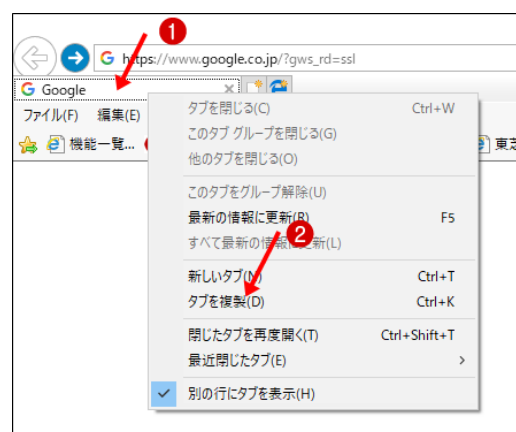 1
https://www.google.co.jp/?gws_rd=ssl
Google
ファイル(F) 編集(E)
機能一覧...
東芝
タブを閉じる(C) Ctrl+W
このタブ グループを閉じる(G)
他のタブを閉じる(O)
このタブをグループ解除(U)
最新の情報に更新(R) F5
2
すべて最新の情報に更新(L)
新しいタブ(N) Ctrl+T
タブを複製(D) Ctrl+K
閉じたタブを再度開く(T) Ctrl+Shift+T
最近閉じたタブ(E)
別の行にタブを表示(H)